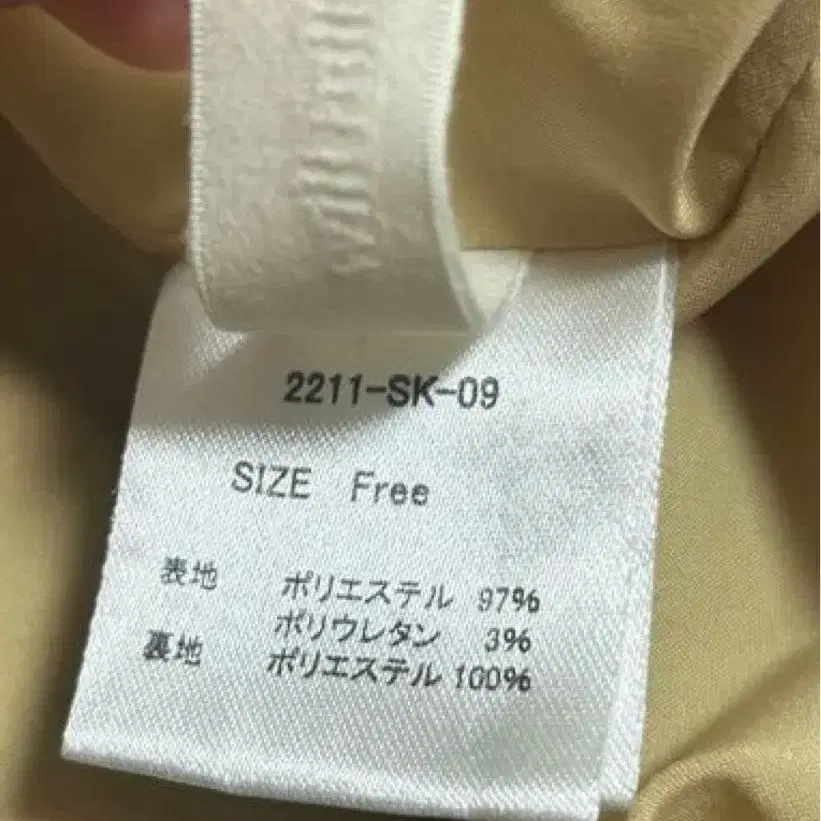 2211-SK-09
SIZE Free
表地 ポリエステル 97%
ポリウレタン 3%
裏地 ポリエステル 100%